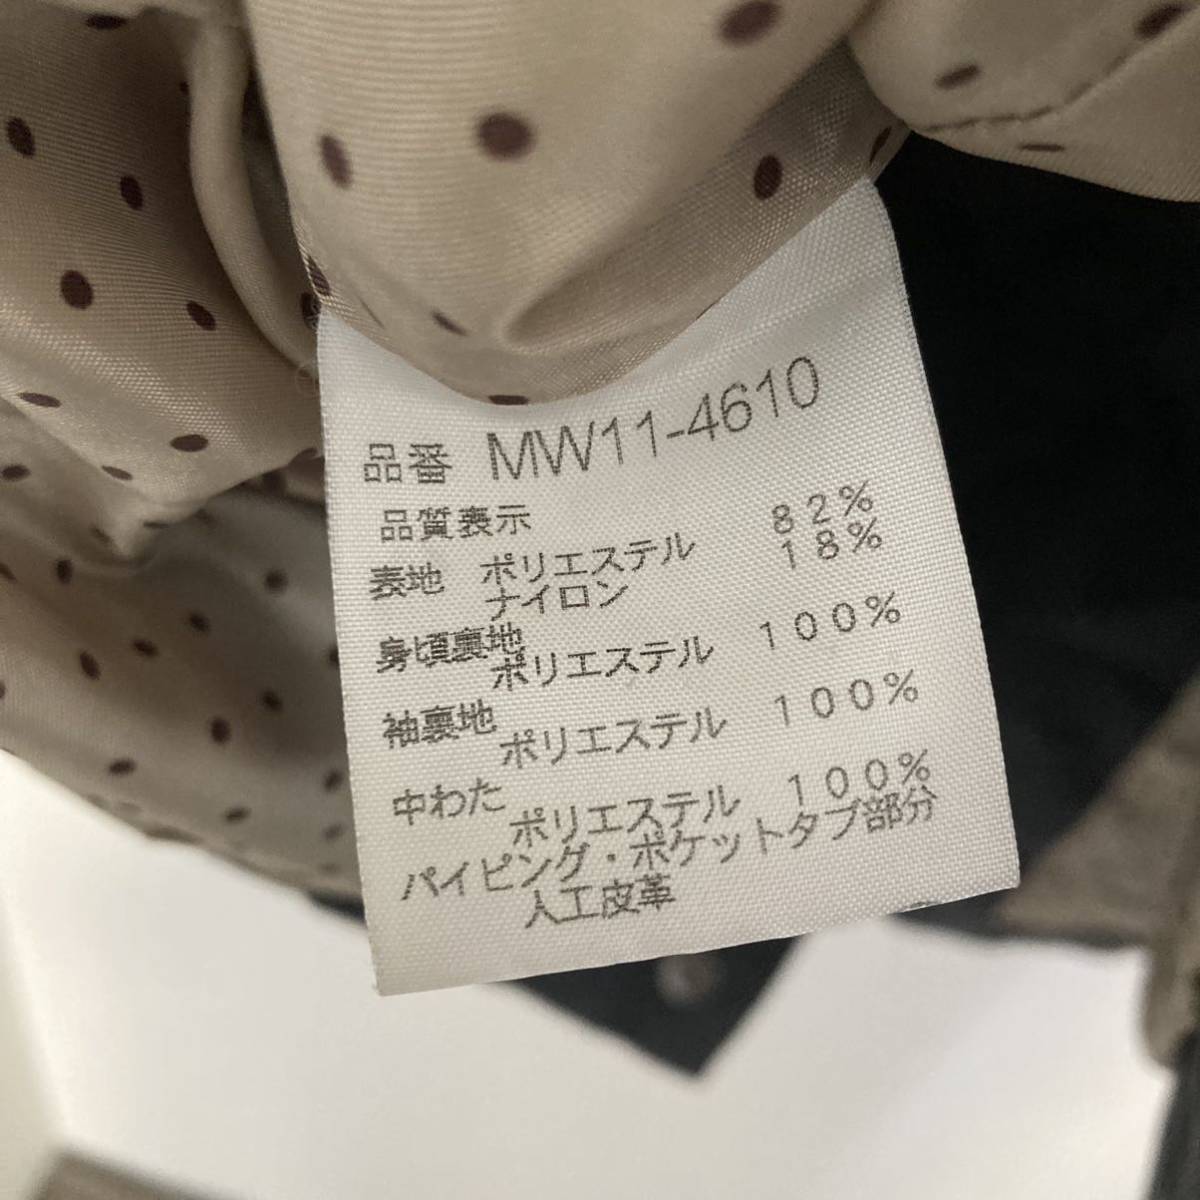 品番 MW11-4610
品質表示
表地 ポリエステル 82%
ナイロン 18%
身頃裏地
ポリエステル 100%
袖裏地
ポリエステル 100%
中わた
ポリエステル 100%
パイピング・ポケットタブ部分
人工皮革